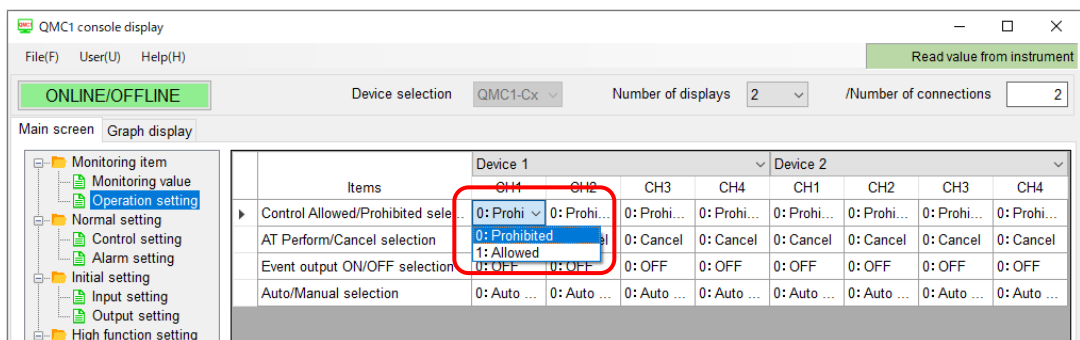 QMC1 console display
File(F) User(U) Help(H) Read value from instrument
ONLINE/OFFLINE Device selection QMC1-Cx Number of displays 2 /Number of connections 2
Main screen Graph display
Monitoring item
Monitoring value
Operation setting
Normal setting
Control setting
Alarm setting
Initial setting
Input setting
Output setting
High function setting
Device 1 Device 2
Items CH1 CH2 CH3 CH4 CH1 CH2 CH3 CH4
Control Allowed/Prohibited sele... 0: Prohi 0: Prohi... 0: Prohi... 0: Prohi... 0: Prohi... 0: Prohi... 0: Prohi... 0: Prohi...
0: Prohibited
1: Allowed
AT Perform/Cancel selection 0: Cancel 0: Cancel 0: Cancel 0: Cancel 0: Cancel 0: Cancel
Event output ON/OFF selection 0: OFF 0: OFF 0: OFF 0: OFF 0: OFF 0: OFF 0: OFF 0: OFF
Auto/Manual selection 0: Auto ... 0: Auto ... 0: Auto ... 0: Auto ... 0: Auto ... 0: Auto ... 0: Auto ... 0: Auto ...